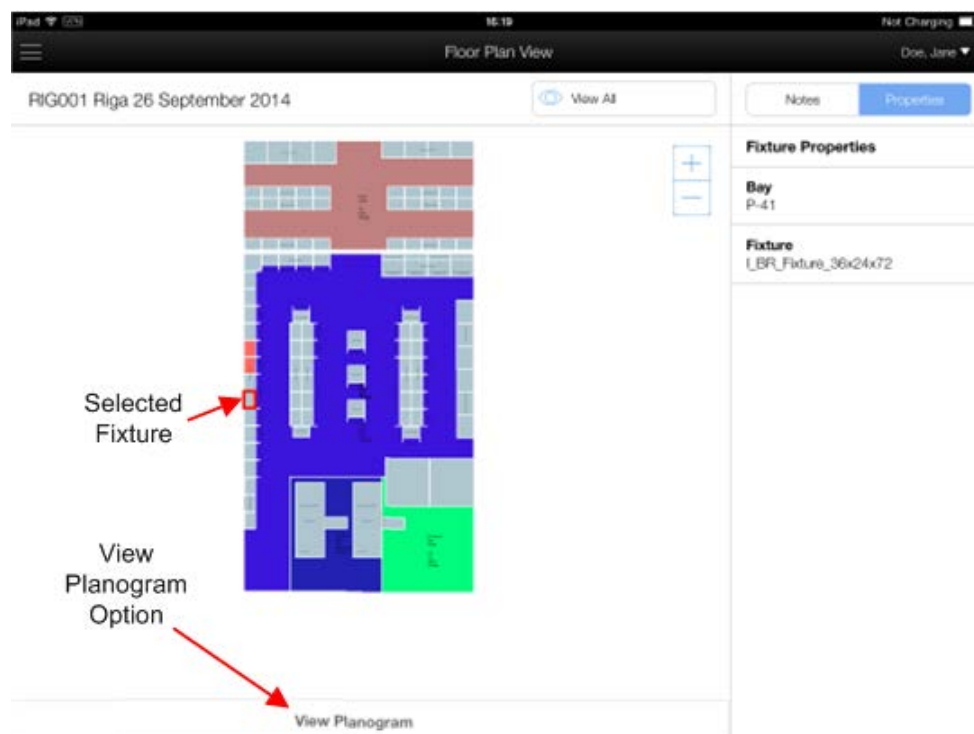 iPad
16:19
Not Charging
Floor Plan View
Doe, Jane
RIG001 Riga 26 September 2014
View All
Notes
Properties
Fixture Properties
Bay
P-41
Fixture
I_BR_Fixture_36x24x72
Selected
Fixture
View
Planogram
Option
View Planogram